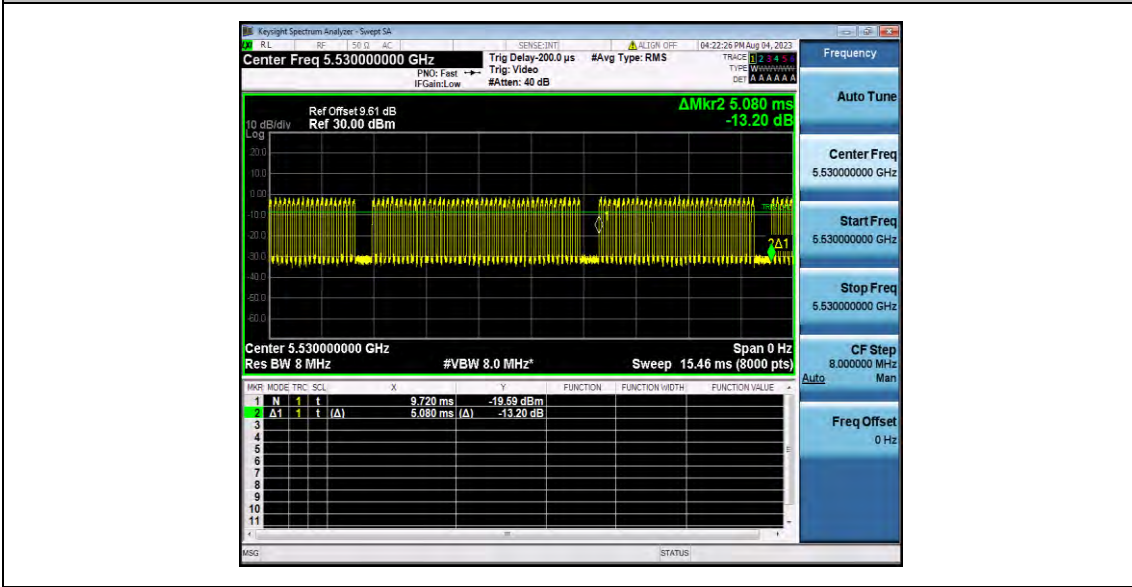 Keysight Spectrum Analyzer - Swept SA
RL RF 50 Ω AC SENSE:INT ALIGN OFF 04:22:26 PM Aug 04, 2023
Center Freq 5.530000000 GHz Trig Delay-200.0 µs #Avg Type: RMS TRACE 1 2 3 4 5 6
PNO: Fast Trig: Video TYPE
IFGain:Low #Atten: 40 dB DET A A A A A A
Frequency
Auto Tune
ΔMkr2 5.080 ms
-13.20 dB
Ref Offset 9.61 dB
10 dB/div Ref 30.00 dBm
Log
20.0
10.0
0.00
-10.0
-20.0
-30.0
-40.0
-50.0
-60.0
2Δ1
Center 5.530000000 GHz Span 0 Hz
Res BW 8 MHz #VBW 8.0 MHz* Sweep 15.46 ms (8000 pts)
Center Freq
5.530000000 GHz
Start Freq
5.530000000 GHz
Stop Freq
5.530000000 GHz
CF Step
8.000000 MHz
Auto Man
Freq Offset
0 Hz
MKR MODE TRC SCL X Y FUNCTION FUNCTION WIDTH FUNCTION VALUE
1 N 1 t 9.720 ms -19.59 dBm
2 Δ1 1 t (Δ) 5.080 ms (Δ) -13.20 dB
3
4
5
6
7
8
9
10
11
MSG STATUS